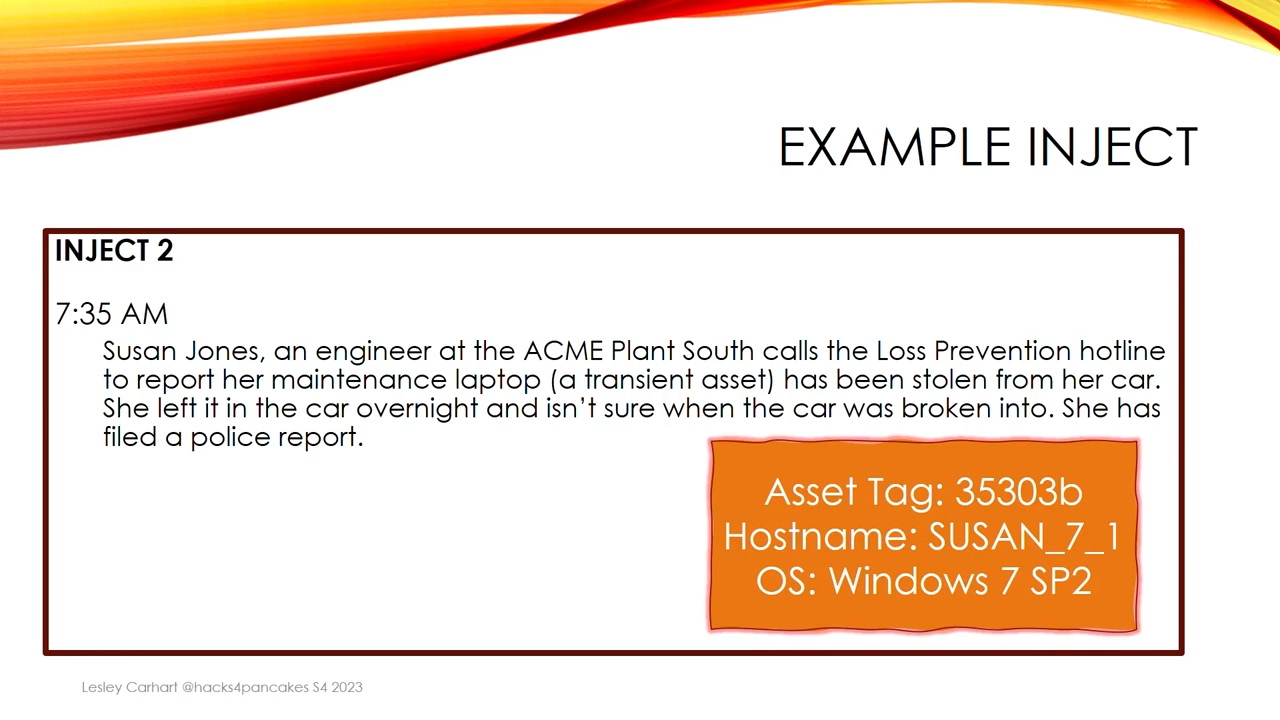 EXAMPLE INJECT
INJECT 2
7:35 AM
Susan Jones, an engineer at the ACME Plant South calls the Loss Prevention hotline
to report her maintenance laptop (a transient asset) has been stolen from her car.
She left it in the car overnight and isn't sure when the car was broken into. She has
filed a police report.
Asset Tag: 35303b
Hostname: SUSAN_7_1
OS: Windows 7 SP2
Lesley Carhart @hacks4pancakes S4 2023